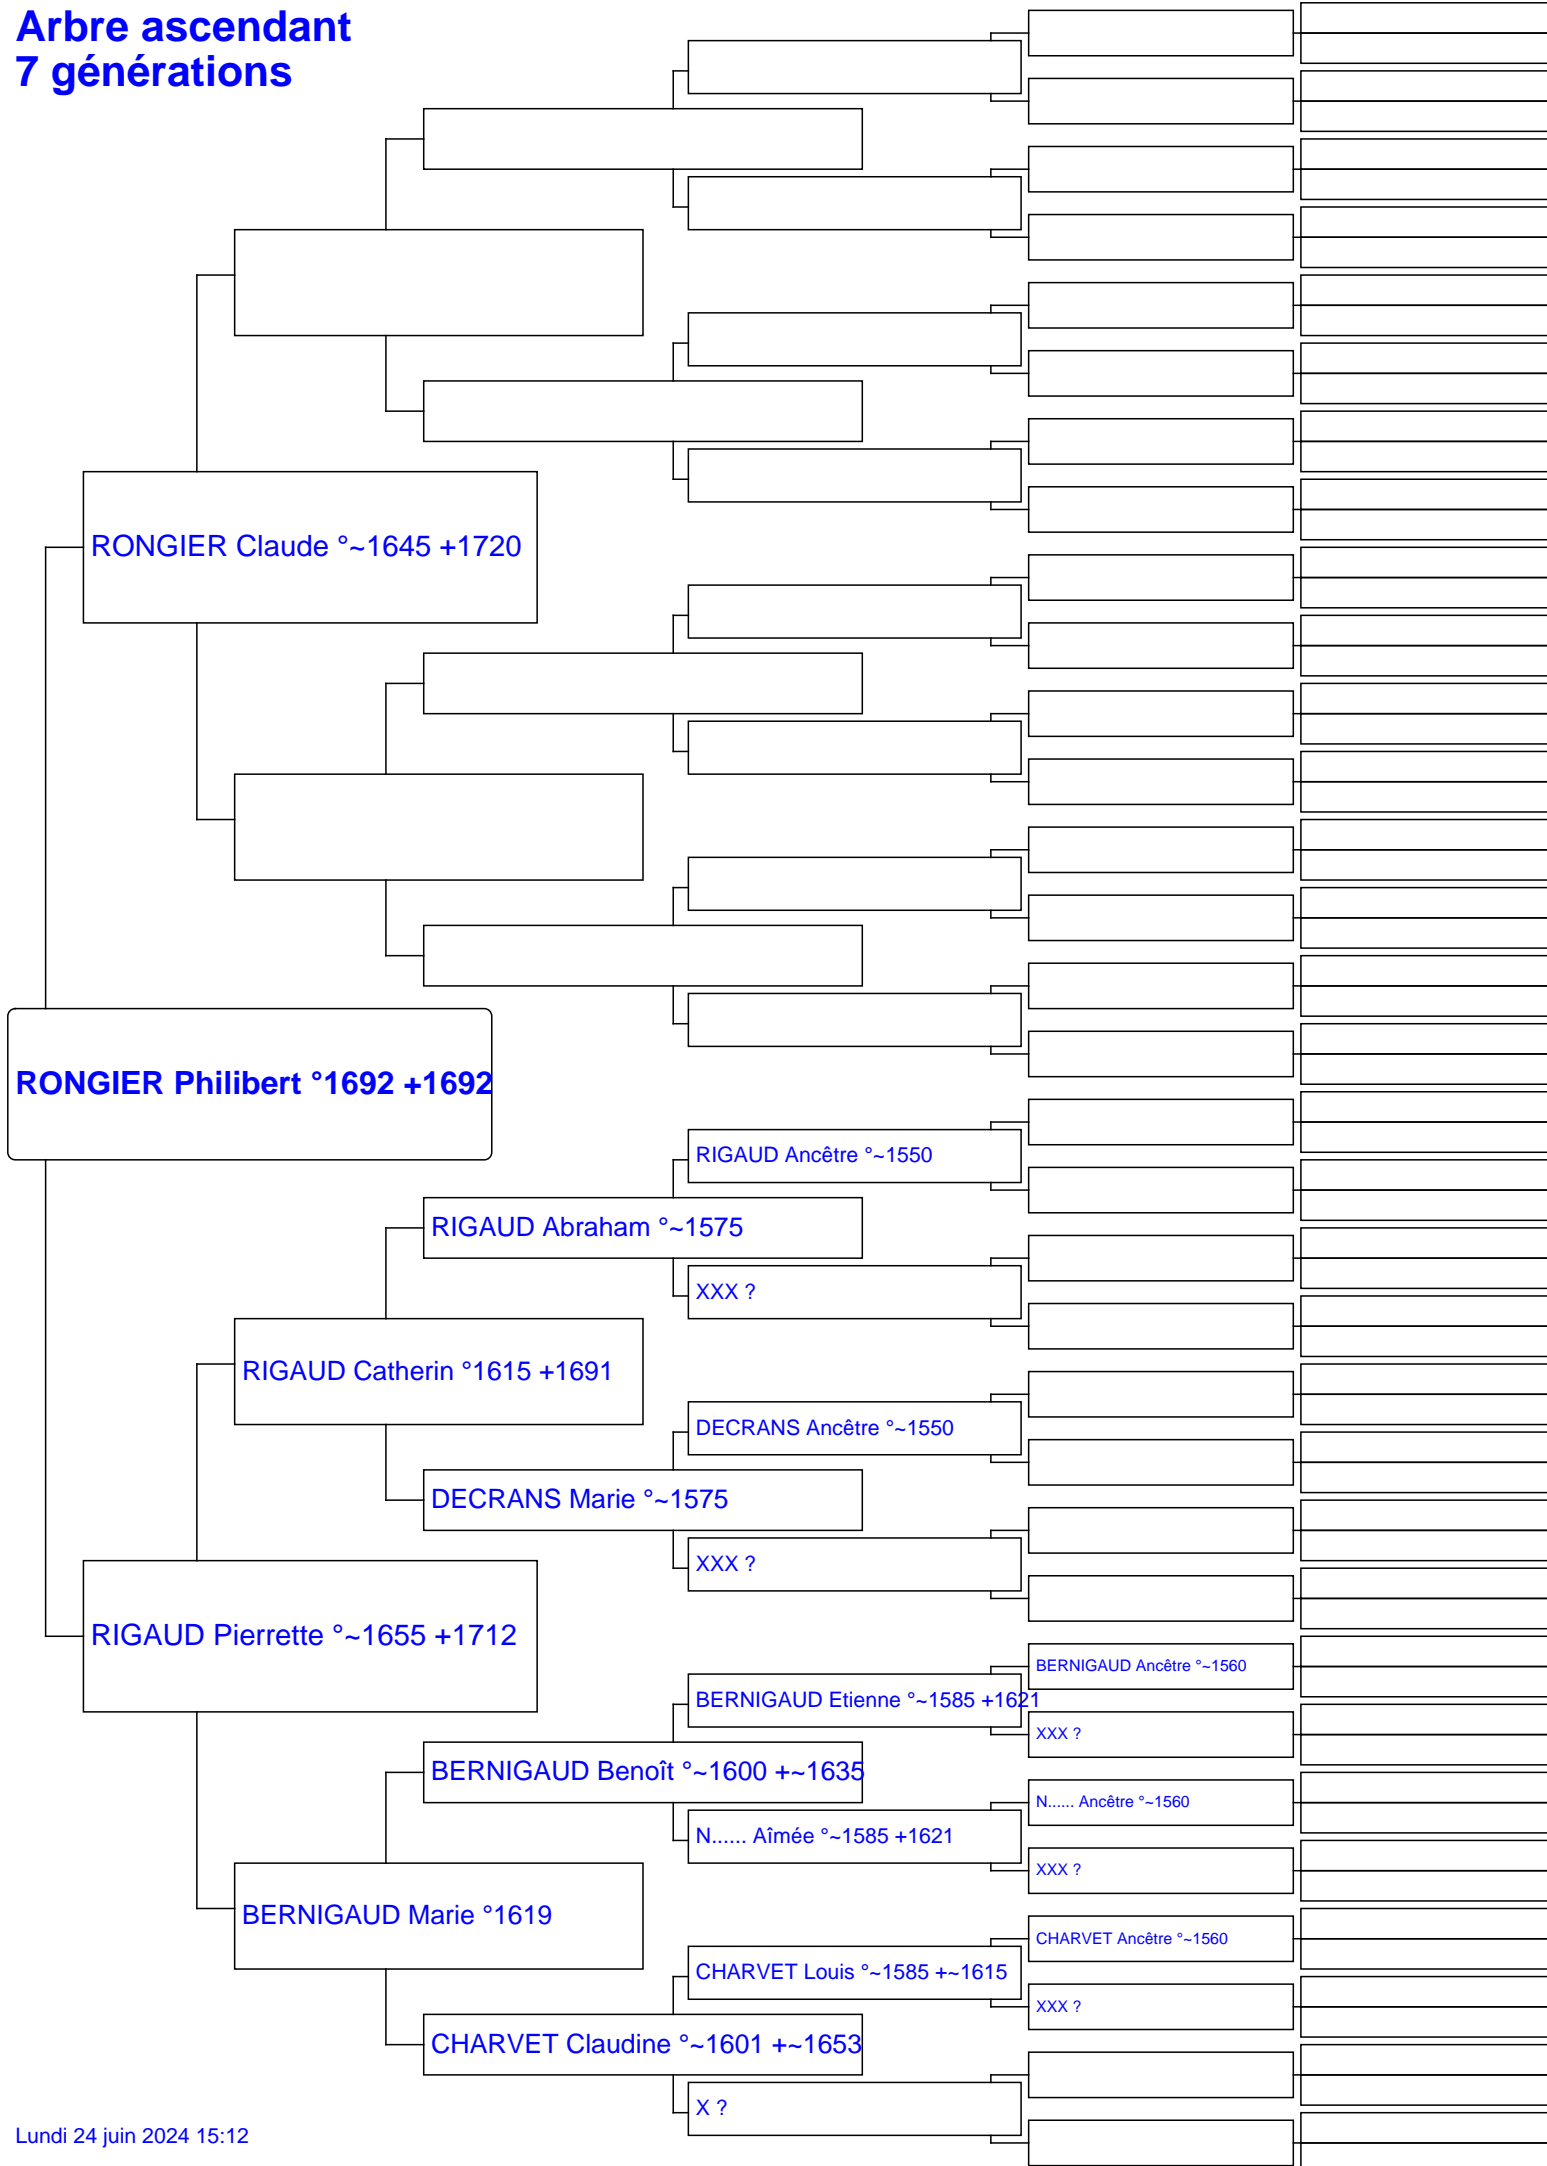 Arbre ascendant
7 générations
RONGIER Claude °~1645 +1720
RONGIER Philibert °1692 +1692
RIGAUD Ancêtre °~1550
RIGAUD Abraham °~1575
XXX ?
RIGAUD Catherin °1615 +1691
DECRANS Ancêtre °~1550
DECRANS Marie °~1575
XXX ?
RIGAUD Pierrette °~1655 +1712
BERNIGAUD Ancêtre °~1560
BERNIGAUD Etienne °~1585 +1621
XXX ?
BERNIGAUD Benoît °~1600 +~1635
N...... Ancêtre °~1560
N...... Aîmée °~1585 +1621
XXX ?
BERNIGAUD Marie °1619
CHARVET Ancêtre °~1560
CHARVET Louis °~1585 +~1615
XXX ?
CHARVET Claudine °~1601 +~1653
X ?
Lundi 24 juin 2024 15:12